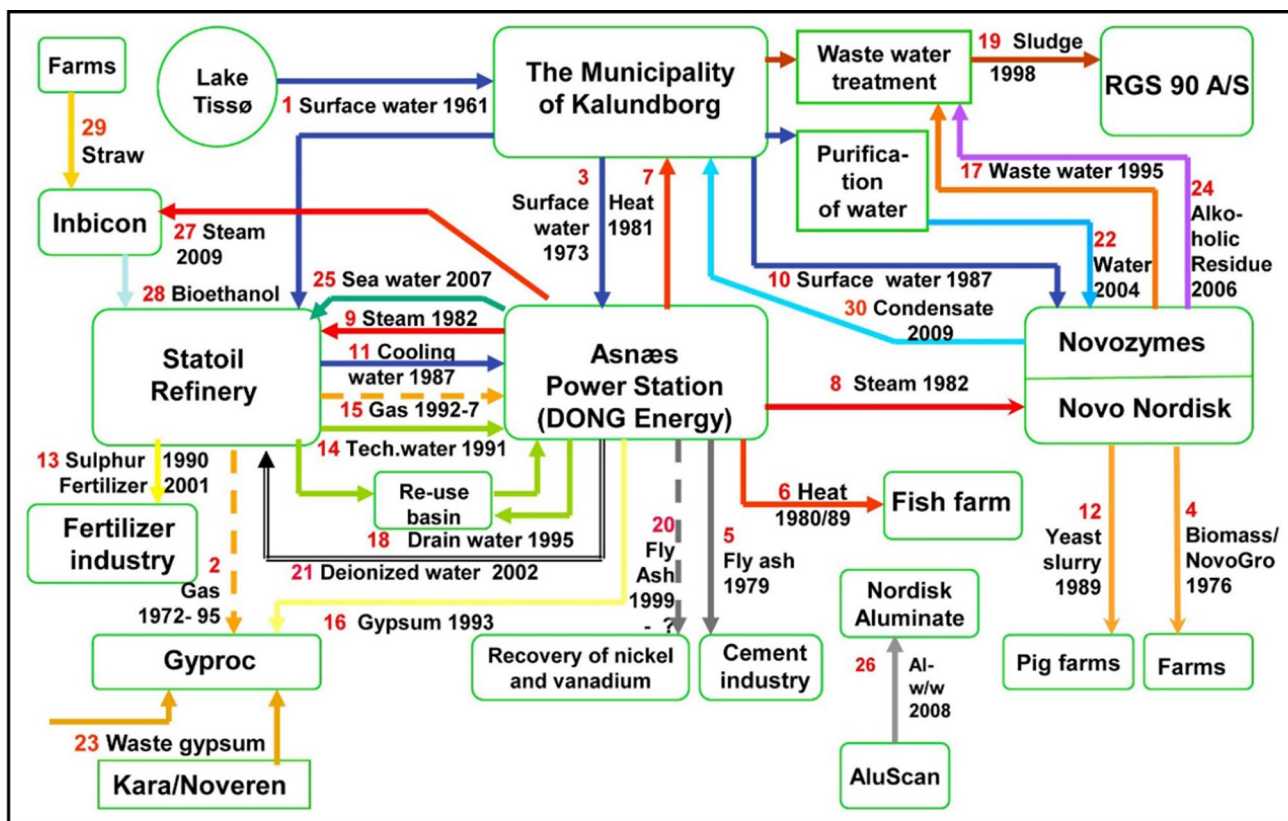 Farms
29
Straw
Lake
Tissø
1 Surface water 1961
The Municipality
of Kalundborg
Waste water
treatment
19 Sludge
1998
RGS 90 A/S
Purifica-
tion
of water
17 Waste water 1995
24
Alko-
holic
Residue
2006
22
Water
2004
3
Surface
water
1973
7
Heat
1981
10 Surface water 1987
30 Condensate
2009
Inbicon
27 Steam
2009
28 Bioethanol
25 Sea water 2007
9 Steam 1982
11 Cooling
water 1987
15 Gas 1992-7
14 Tech.water 1991
Statoil
Refinery
Asnæs
Power Station
(DONG Energy)
8 Steam 1982
Novozymes
Novo Nordisk
13 Sulphur 1990
Fertilizer 2001
Fertilizer
industry
Re-use
basin
18 Drain water 1995
21 Deionized water 2002
2
Gas
1972- 95
16 Gypsum 1993
20
Fly
Ash
1999
- ?
5
Fly ash
1979
6 Heat
1980/89
Fish farm
12
Yeast
slurry
1989
4
Biomass/
NovoGro
1976
Gyproc
Recovery of nickel
and vanadium
Cement
industry
Nordisk
Aluminate
26
Al-
w/w
2008
AluScan
Pig farms
Farms
23 Waste gypsum
Kara/Noveren